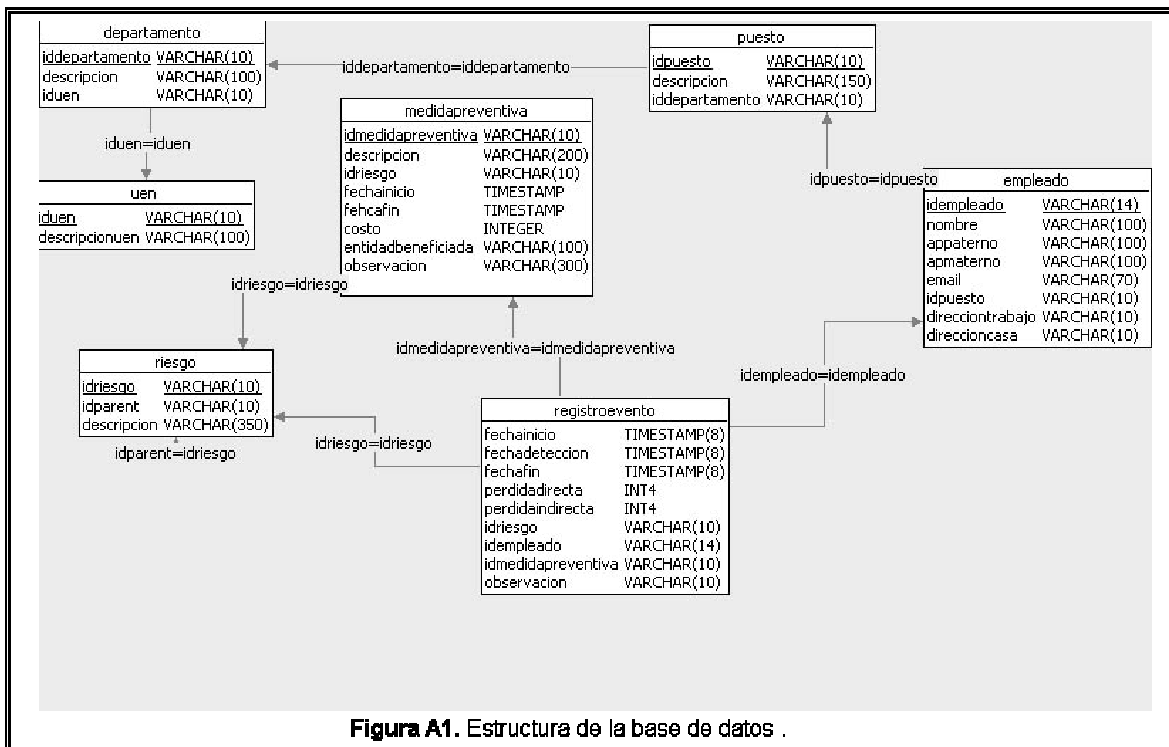 departamento
iddepartamento VARCHAR(10)
descripcion VARCHAR(100)
iduen VARCHAR(10)
iddepartamento=iddepartamento
puesto
idpuesto VARCHAR(10)
descripcion VARCHAR(150)
iddepartamento VARCHAR(10)
iduen=iduen
uen
iduen VARCHAR(10)
descripcionuen VARCHAR(100)
medidapreventiva
idmedidapreventiva VARCHAR(10)
descripcion VARCHAR(200)
idriesgo VARCHAR(10)
fechainicio TIMESTAMP
fehcafin TIMESTAMP
costo INTEGER
entidadbeneficiada VARCHAR(100)
observacion VARCHAR(300)
idpuesto=idpuesto
empleado
idempleado VARCHAR(14)
nombre VARCHAR(100)
appaterno VARCHAR(100)
apmaterno VARCHAR(100)
email VARCHAR(70)
idpuesto VARCHAR(10)
direcciontrabajo VARCHAR(10)
direccioncasa VARCHAR(10)
idriesgo=idriesgo
idmedidapreventiva=idmedidapreventiva
idempleado=idempleado
riesgo
idriesgo VARCHAR(10)
idparent VARCHAR(10)
descripcion VARCHAR(350)
idparent=idriesgo
idriesgo=idriesgo
registroevento
fechainicio TIMESTAMP(8)
fechadeteccion TIMESTAMP(8)
fechafin TIMESTAMP(8)
perdidadirecta INT4
perdidaindirecta INT4
idriesgo VARCHAR(10)
idempleado VARCHAR(14)
idmedidapreventiva VARCHAR(10)
observacion VARCHAR(10)
Figura A1. Estructura de la base de datos .